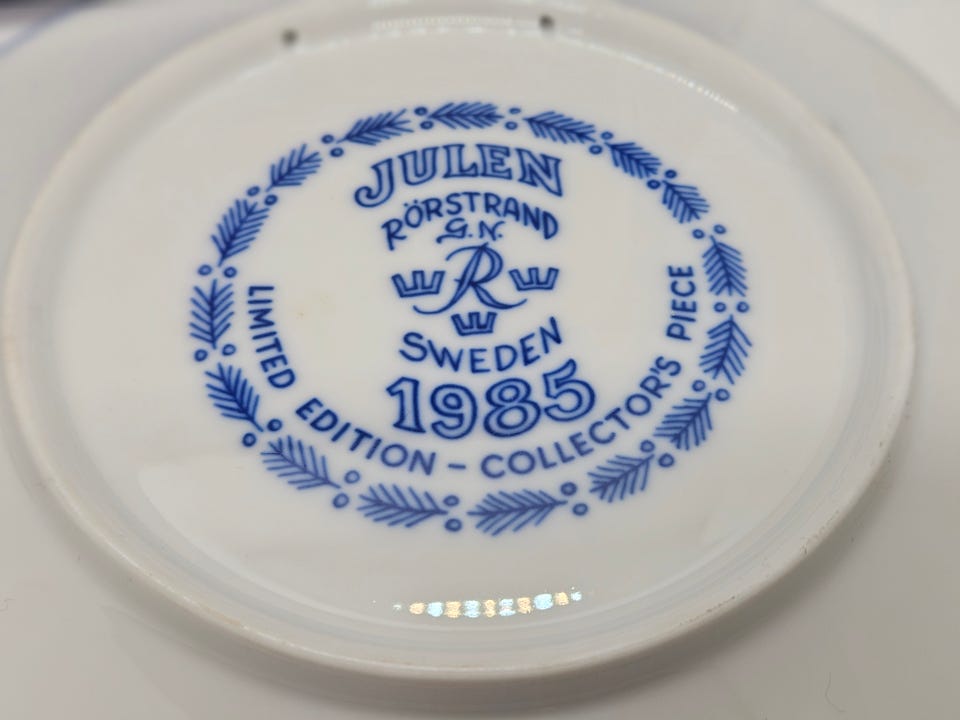 JULEN
RÖRSTRAND
G.N.
R
SWEDEN
1985
LIMITED EDITION - COLLECTOR'S PIECE